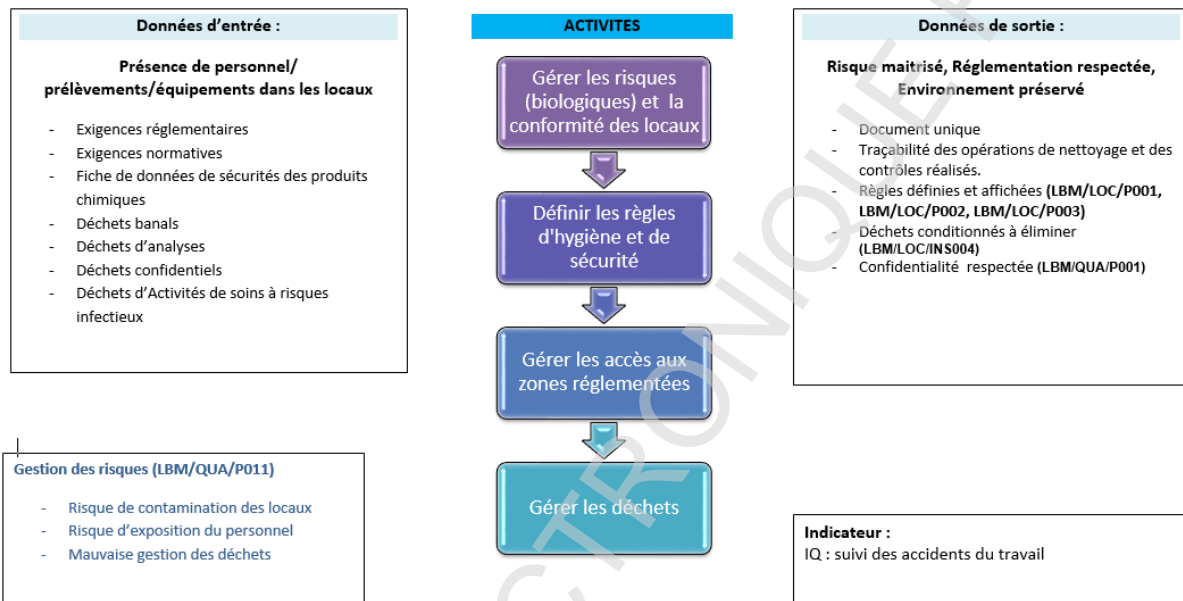 Données d'entrée :
Présence de personnel/
prélèvements/équipements dans les locaux
- Exigences réglementaires
- Exigences normatives
- Fiche de données de sécurités des produits
chimiques
- Déchets banals
- Déchets d'analyses
- Déchets confidentiels
- Déchets d'Activités de soins à risques
infectieux
Gestion des risques (LBM/QUA/P011)
- Risque de contamination des locaux
- Risque d'exposition du personnel
- Mauvaise gestion des déchets
ACTIVITES
Gérer les risques
(biologiques) et la
conformité des locaux
Définir les règles
d'hygiène et de
sécurité
Gérer les accès aux
zones réglementées
Gérer les déchets
Données de sortie :
Risque maitrisé, Réglementation respectée,
Environnement préservé
- Document unique
- Traçabilité des opérations de nettoyage et des
contrôles réalisés.
- Règles définies et affichées (LBM/LOC/P001,
LBM/LOC/P002, LBM/LOC/P003)
- Déchets conditionnés à éliminer
(LBM/LOC/INS004)
- Confidentialité respectée (LBM/QUA/P001)
Indicateur :
IQ : suivi des accidents du travail
CTRONIQUE